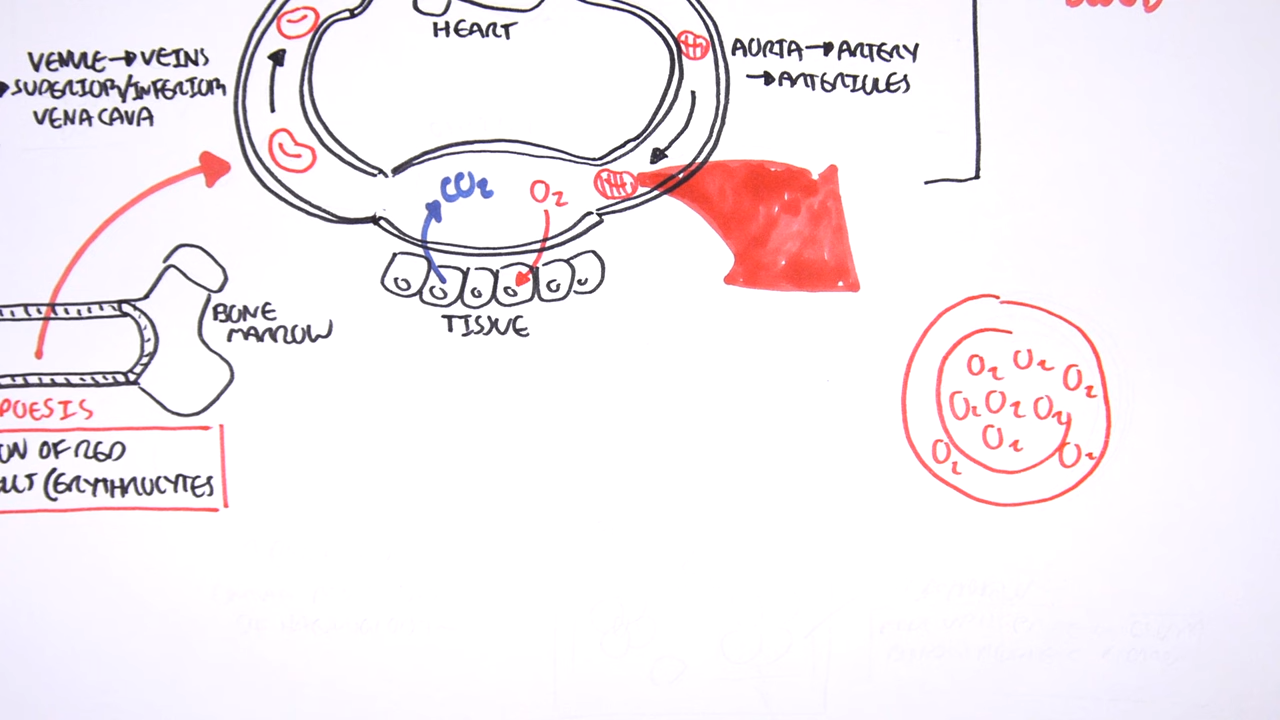 HEART
VENULE→VEINS
→SUPERIOR/INFERIOR
VENA CAVA
AORTA→ARTERY
→ARTERIOLES
CO2
O2
TISSUE
BONE
MARROW
POESIS
ON OF RED
(ERYTHROCYTES
O2 O2 O2
O2 O2 O2
O2
O2 O2